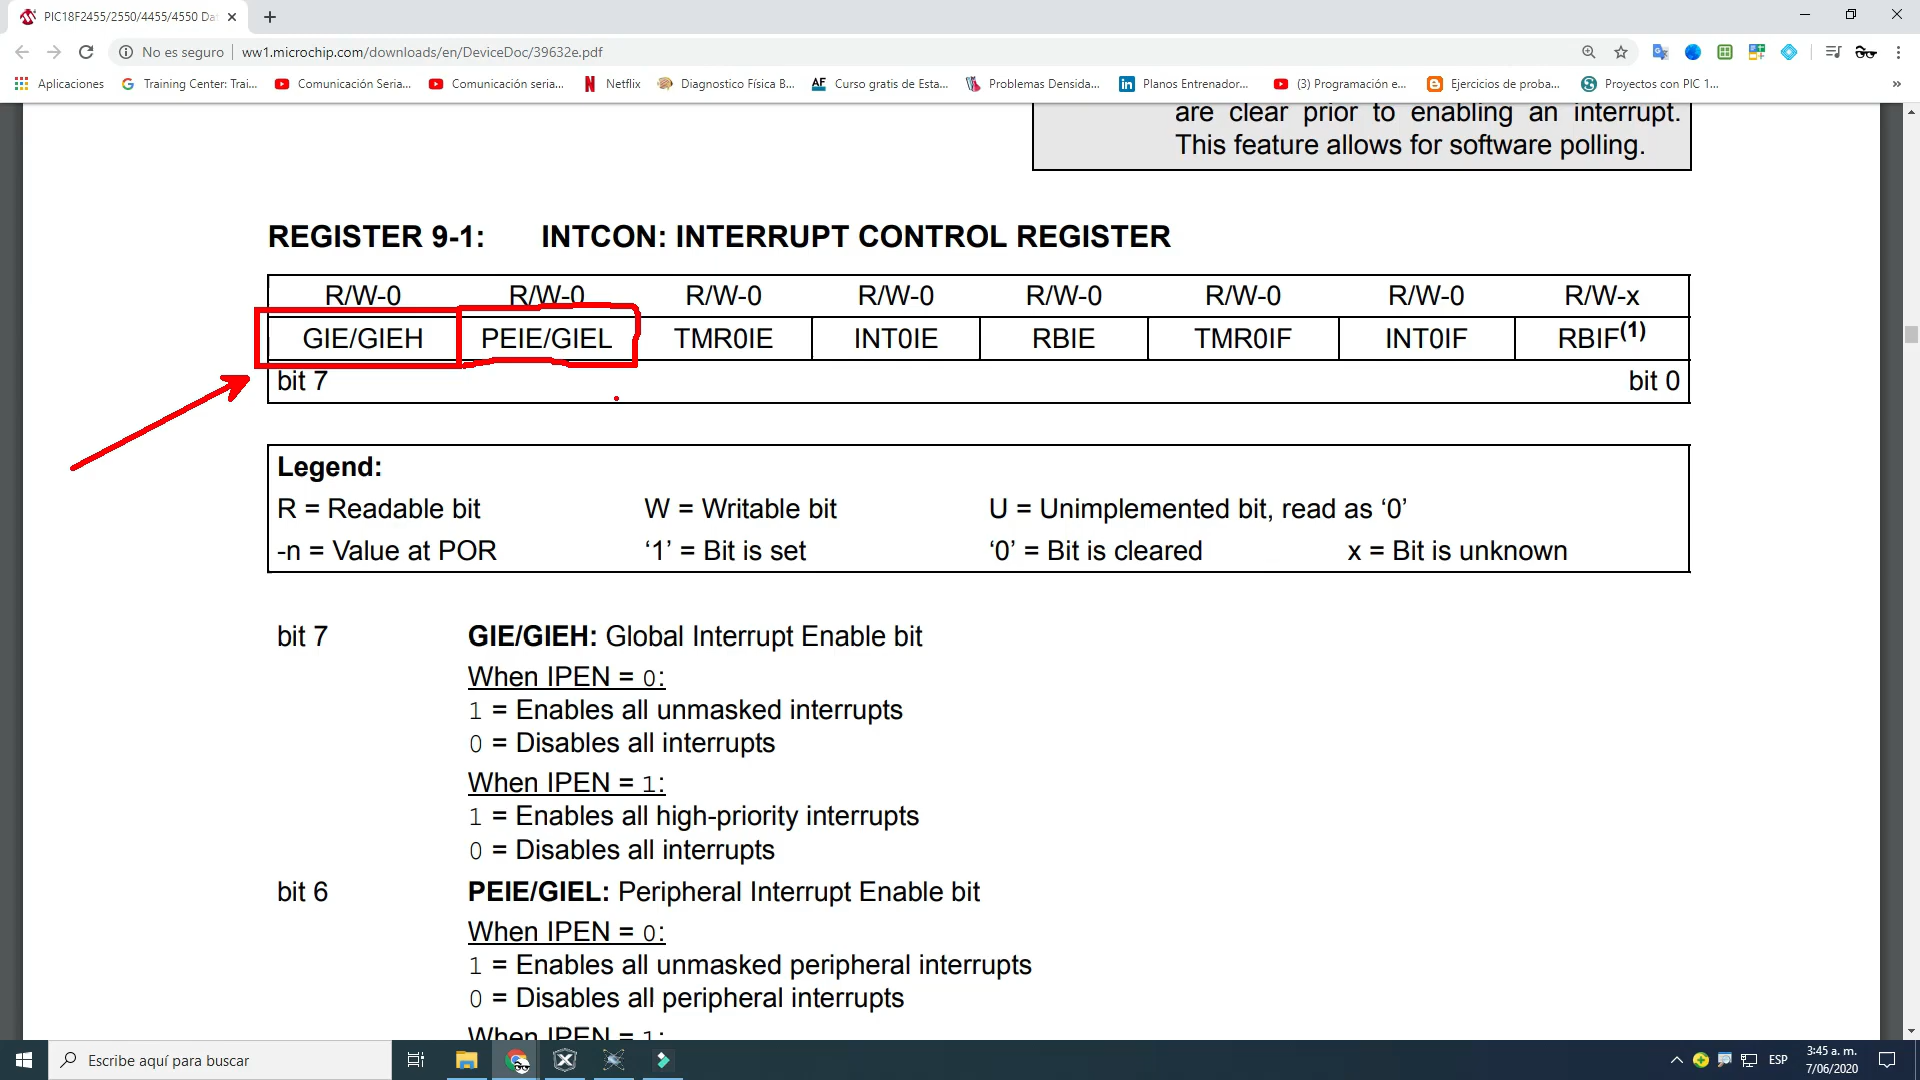 PIC18F2455/2550/4455/4550 Da
No es seguro
ww1.microchip.com/downloads/en/DeviceDoc/39632e.pdf
Aplicaciones
Training Center: Trai...
Comunicación Seria...
Comunicación seria...
Netflix
Diagnostico Física B...
AF
Curso gratis de Esta...
Problemas Densida...
in
Planos Entrenador...
(3) Programación e...
Ejercicios de proba...
Proyectos con PIC 1...
are clear prior to enabling an interrupt.
This feature allows for software polling.
REGISTER 9-1: INTCON: INTERRUPT CONTROL REGISTER
R/W-0 R/W-0 R/W-0 R/W-0 R/W-0 R/W-0 R/W-0 R/W-x
GIE/GIEH PEIE/GIEL TMR0IE INT0IE RBIE TMR0IF INT0IF RBIF(1)
bit 7 bit 0
Legend:
R = Readable bit W = Writable bit U = Unimplemented bit, read as ‘0’
-n = Value at POR ‘1’ = Bit is set ‘0’ = Bit is cleared x = Bit is unknown
bit 7 GIE/GIEH: Global Interrupt Enable bit
When IPEN = 0:
1 = Enables all unmasked interrupts
0 = Disables all interrupts
When IPEN = 1:
1 = Enables all high-priority interrupts
0 = Disables all interrupts
bit 6 PEIE/GIEL: Peripheral Interrupt Enable bit
When IPEN = 0:
1 = Enables all unmasked peripheral interrupts
0 = Disables all peripheral interrupts
When IPEN = 1:
Escribe aquí para buscar
ESP
3:45 a. m.
7/06/2020